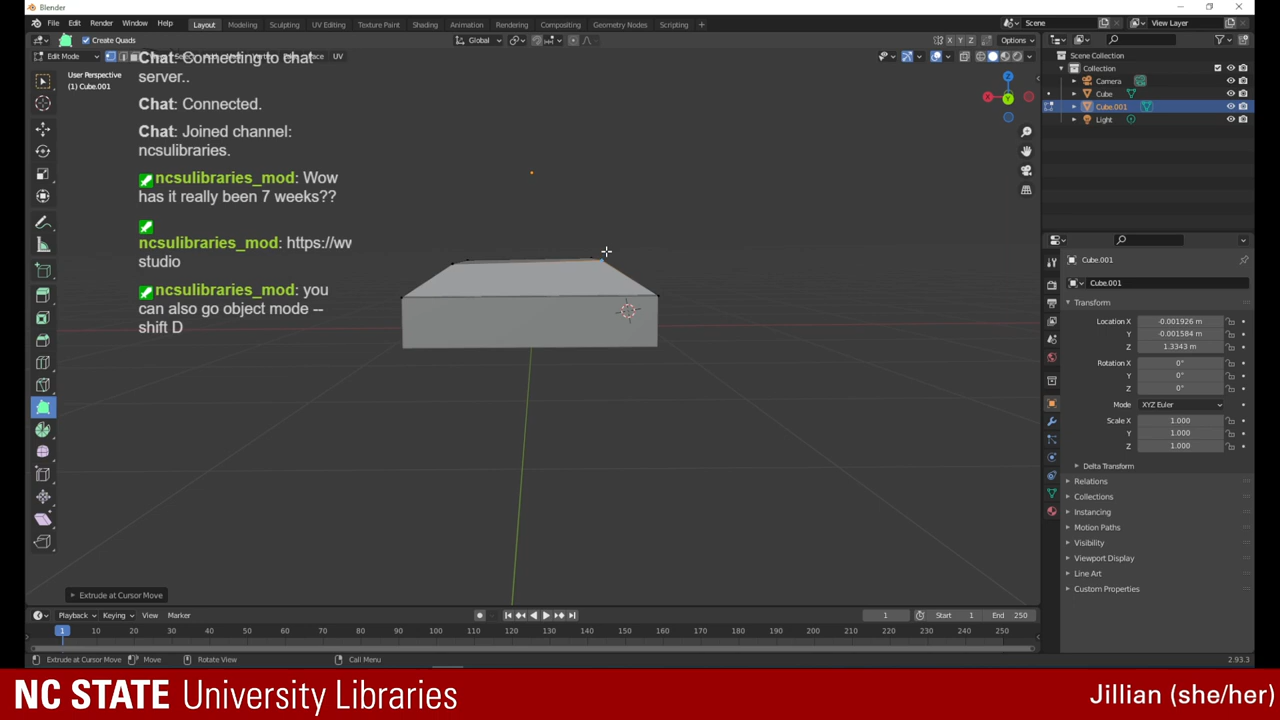 Blender
File Edit Render Window Help Layout Modeling Sculpting UV Editing Texture Paint Shading Animation Rendering Compositing Geometry Nodes Scripting + Scene View Layer
Create Quads Global X Y Z Options
Edit Mode UV
User Perspective
(1) Cube.001
Chat: Connecting to chat
server..
Chat: Connected.
Chat: Joined channel:
ncsulibraries.
ncsulibraries_mod: Wow
has it really been 7 weeks??
ncsulibraries_mod: https://wv
studio
ncsulibraries_mod: you
can also go object mode --
shift D
Scene Collection
Collection
Camera
Cube
Cube.001
Light
Cube.001
Cube.001
Transform
Location X -0.001926 m
Y -0.001584 m
Z 1.3343 m
Rotation X 0°
Y 0°
Z 0°
Mode XYZ Euler
Scale X 1.000
Y 1.000
Z 1.000
Delta Transform
Relations
Collections
Instancing
Motion Paths
Visibility
Viewport Display
Line Art
Custom Properties
Extrude at Cursor Move
Playback Keying View Marker 1 Start 1 End 250
1 10 20 30 40 50 60 70 80 90 100 110 120 130 140 150 160 170 180 190 200 210 220 230 240 250
Extrude at Cursor Move Move Rotate View Call Menu 2.93.3
NC STATE University Libraries Jillian (she/her)